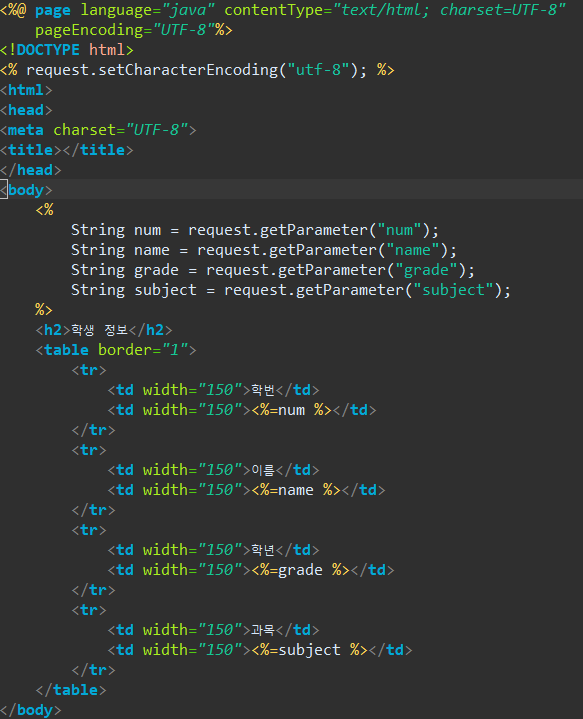 <%@ page language="java" contentType="text/html; charset=UTF-8"
    pageEncoding="UTF-8"%>
<!DOCTYPE html>
<% request.setCharacterEncoding("utf-8"); %>
<html>
<head>
<meta charset="UTF-8">
<title></title>
</head>
<body>
    <%
        String num = request.getParameter("num");
        String name = request.getParameter("name");
        String grade = request.getParameter("grade");
        String subject = request.getParameter("subject");
    %>
    <h2>학생 정보</h2>
    <table border="1">
        <tr>
            <td width="150">학번</td>
            <td width="150"><%=num %></td>
        </tr>
        <tr>
            <td width="150">이름</td>
            <td width="150"><%=name %></td>
        </tr>
        <tr>
            <td width="150">학년</td>
            <td width="150"><%=grade %></td>
        </tr>
        <tr>
            <td width="150">과목</td>
            <td width="150"><%=subject %></td>
        </tr>
    </table>
</body>